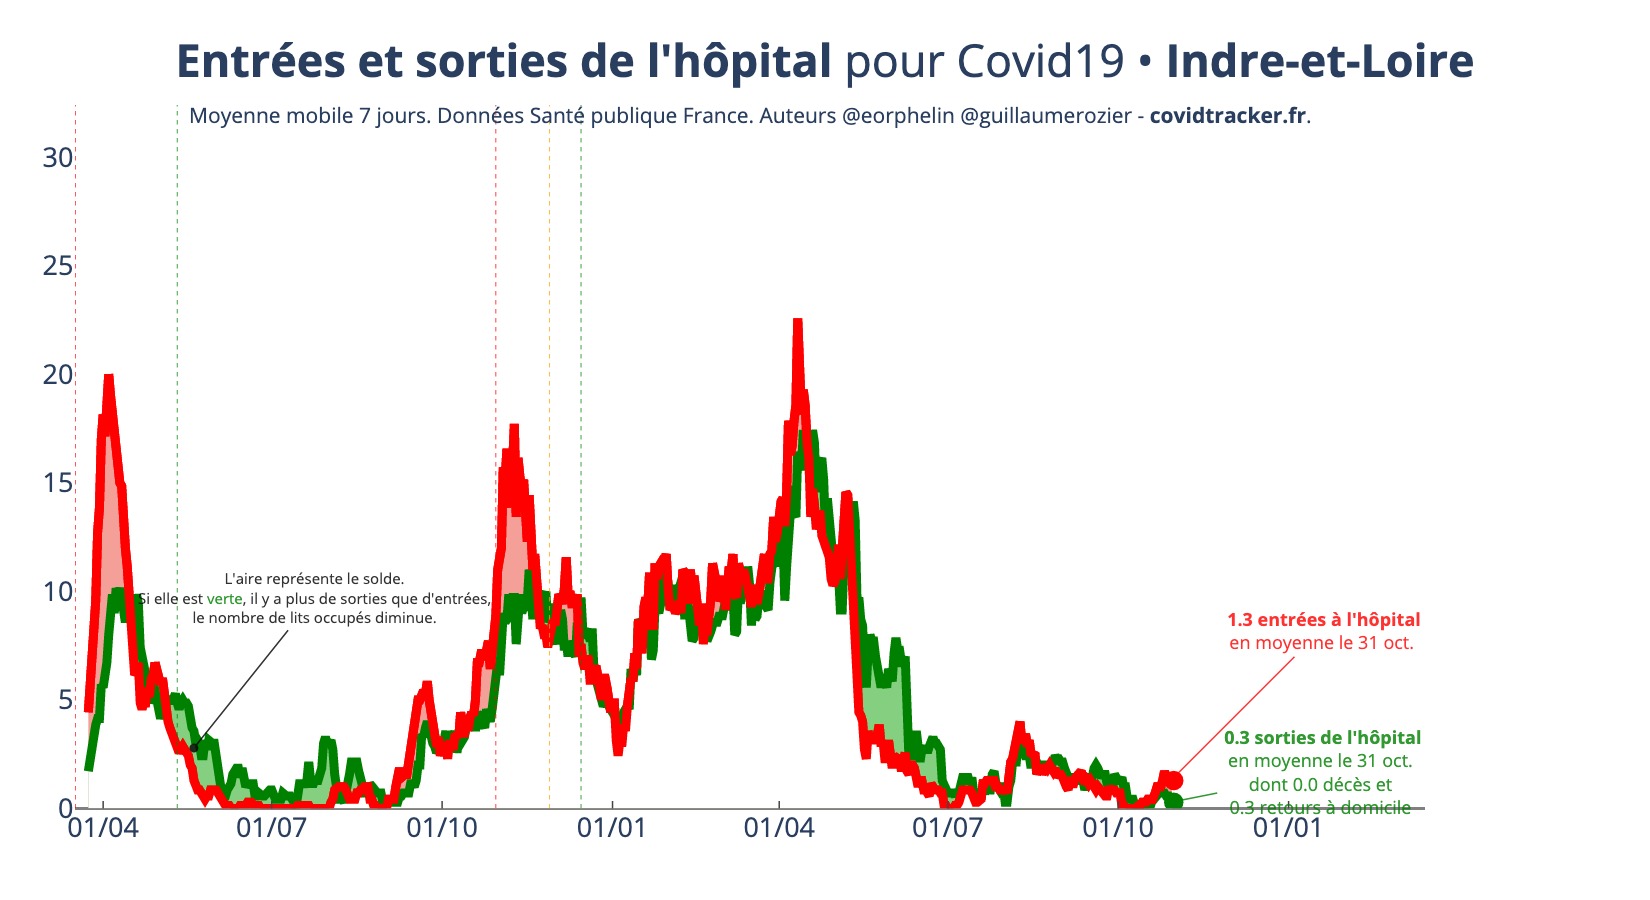 Entrées et sorties de l'hôpital pour Covid19 • Indre-et-Loire
Moyenne mobile 7 jours. Données Santé publique France. Auteurs @eorphelin @guillaumerozier - covidtracker.fr.
30
25
20
15
10
5
0
L'aire représente le solde.
Si elle est verte, il y a plus de sorties que d'entrées,
le nombre de lits occupés diminue.
1.3 entrées à l'hôpital
en moyenne le 31 oct.
0.3 sorties de l'hôpital
en moyenne le 31 oct.
dont 0.0 décès et
0.3 retours à domicile
01/04
01/07
01/10
01/01
01/04
01/07
01/10
01/01